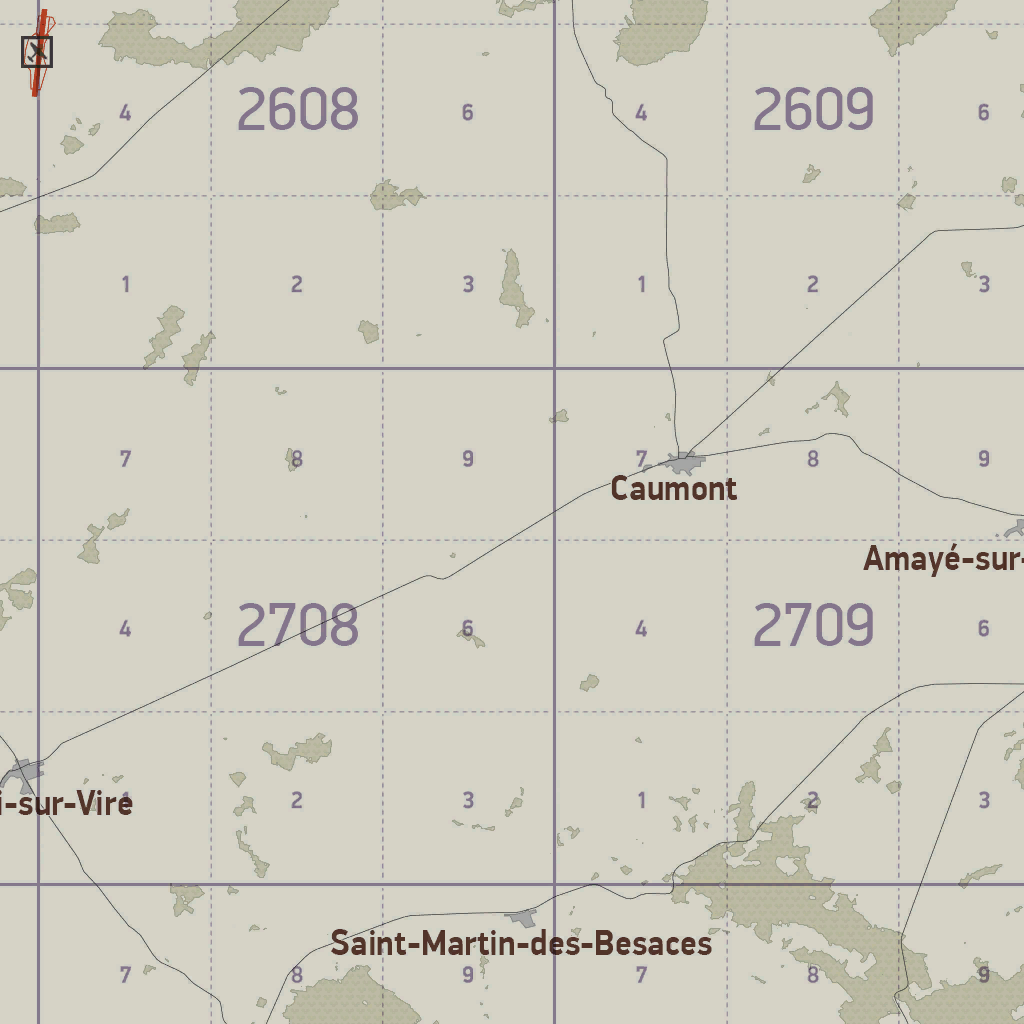 4 2608 6 4 2609 6
1 2 3 1 2 3
7 8 9 7 8 9
Caumont
Amayé-sur-
4 2708 6 4 2709 6
i-sur-Vire
1 2 3 1 2 3
Saint-Martin-des-Besaces
7 8 9 7 8 9